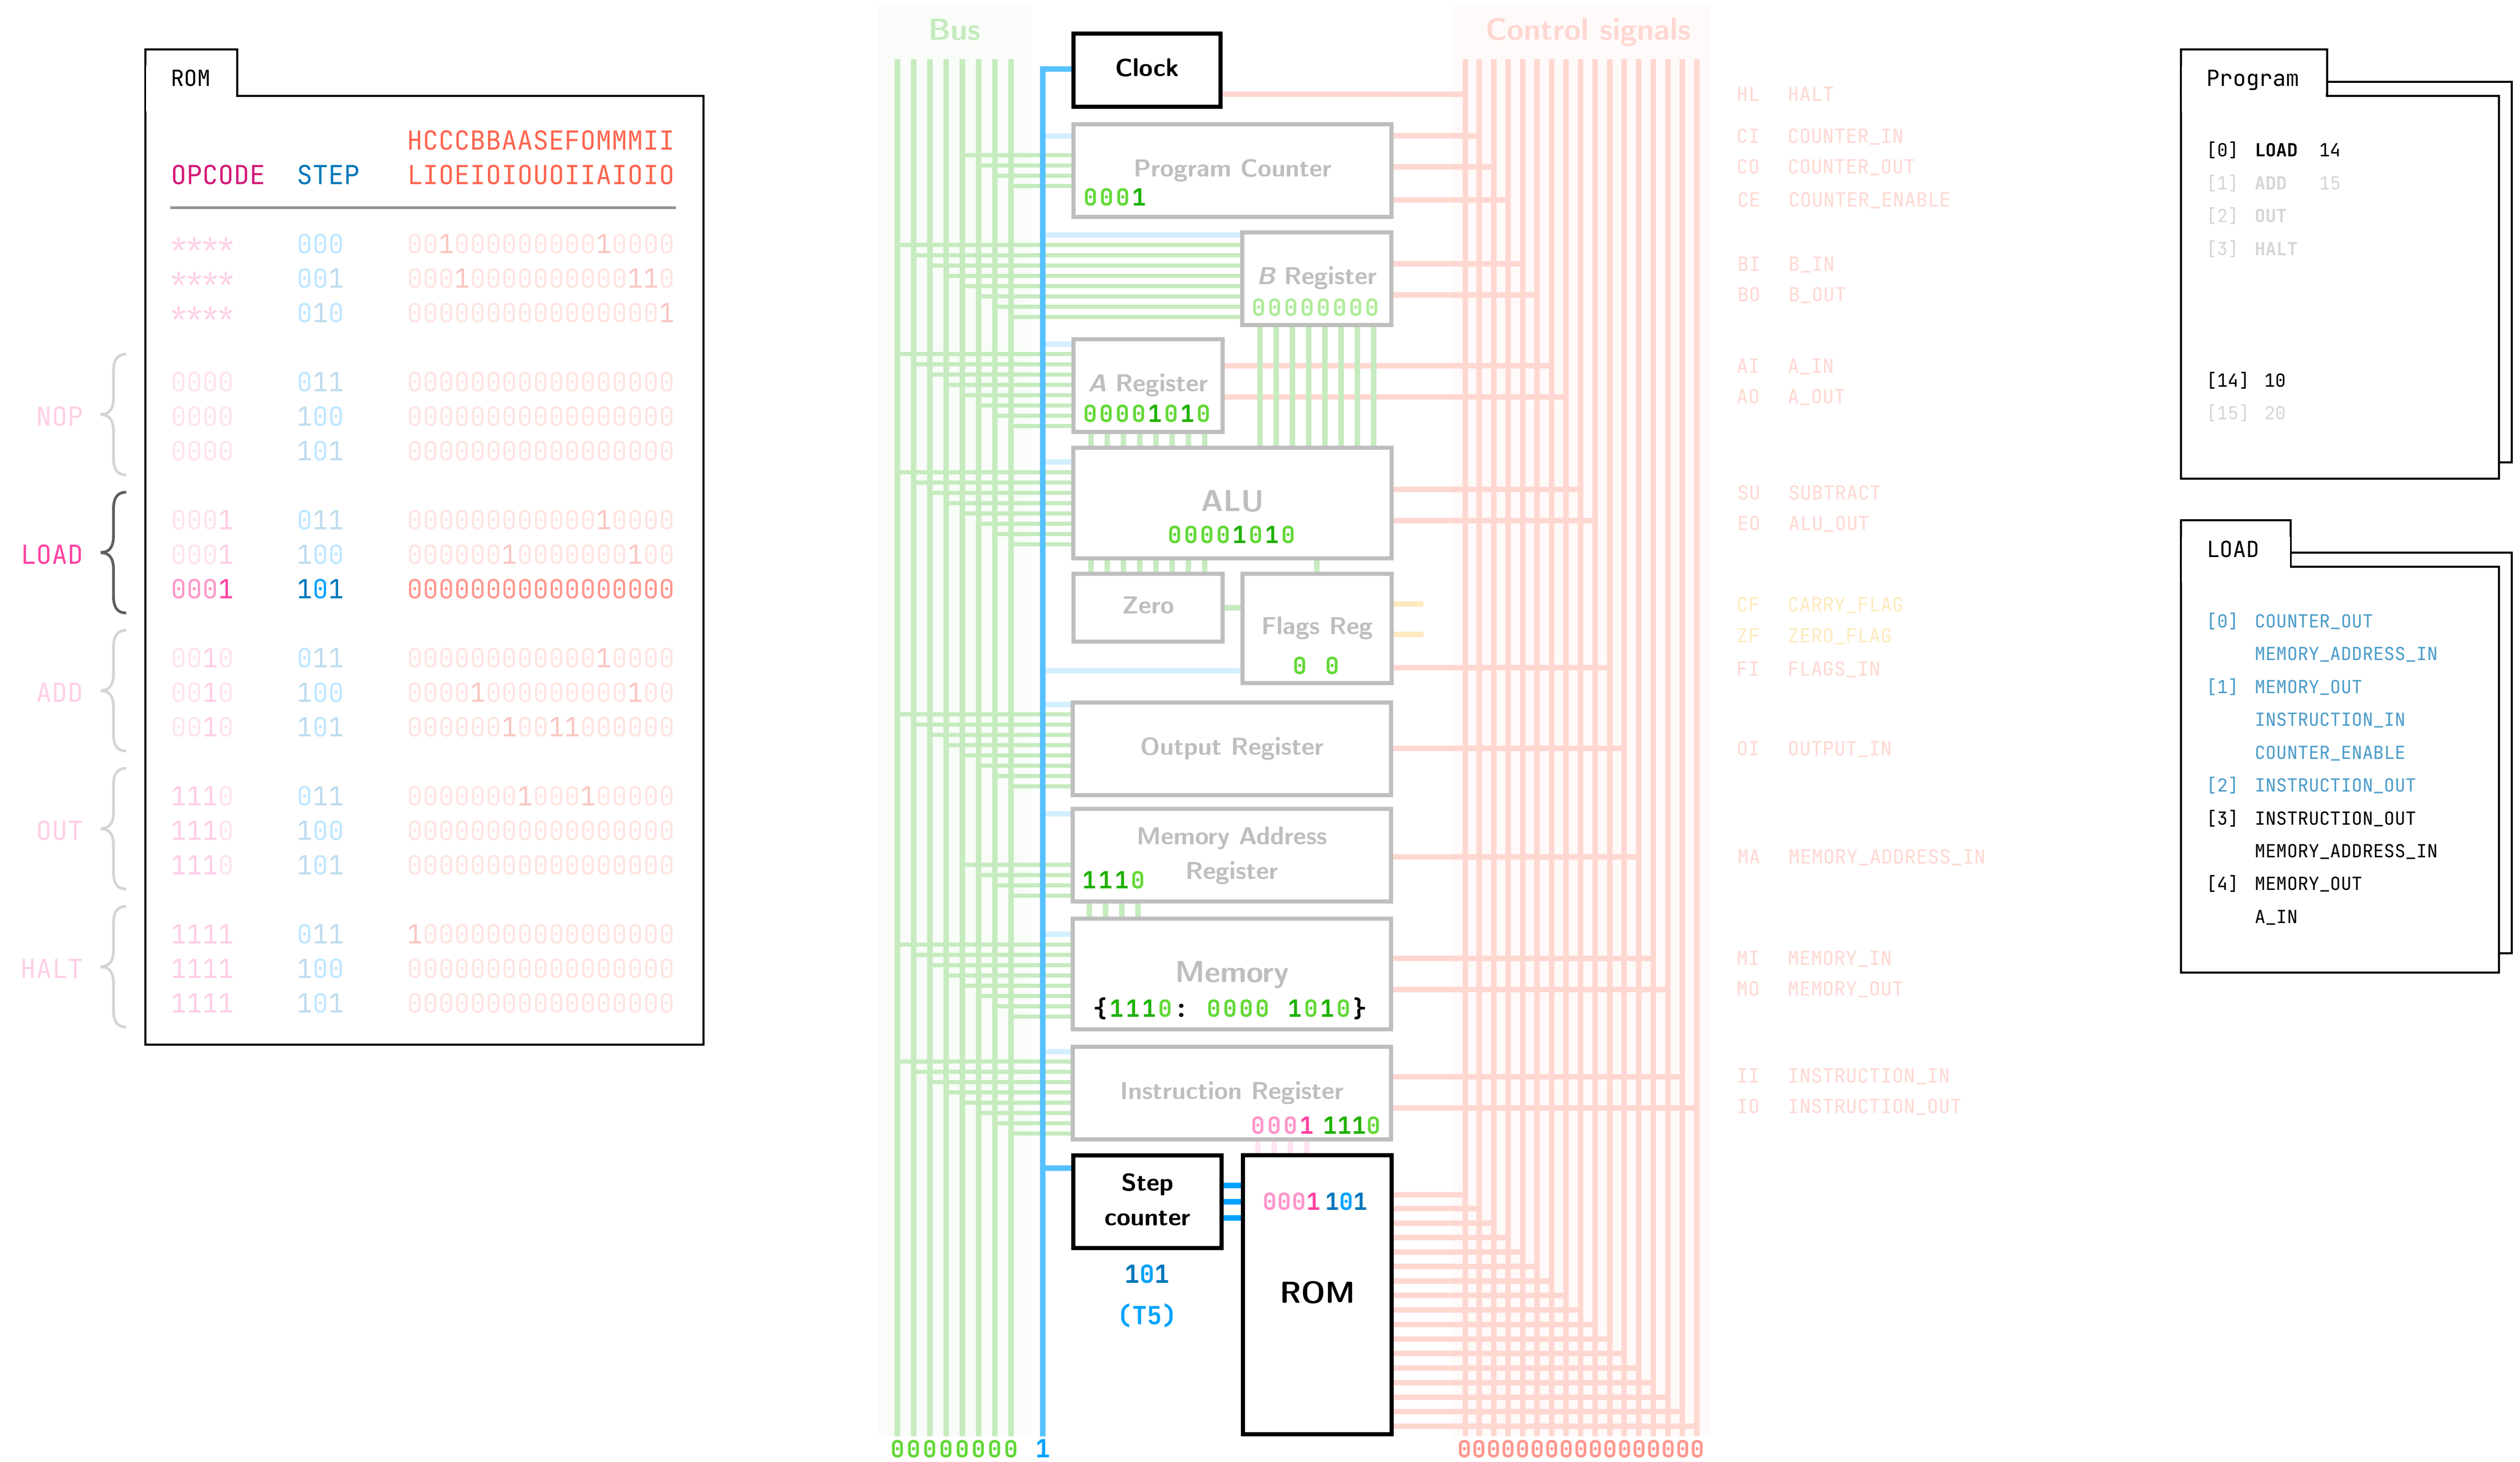 ROM
HCCCBBAASEFOMMMII
OPCODE STEP LIOEIOIOUOIIAIOIO
**** 000 00100000000010000
**** 001 00010000000000110
**** 010 00000000000000001
NOP
0000 011 00000000000000000
0000 100 00000000000000000
0000 101 00000000000000000
LOAD
0001 011 00000000000010000
0001 100 00000010000000100
0001 101 00000000000000000
ADD
0010 011 00000000000010000
0010 100 00001000000000100
0010 101 00000010011000000
OUT
1110 011 00000001000100000
1110 100 00000000000000000
1110 101 00000000000000000
HALT
1111 011 10000000000000000
1111 100 00000000000000000
1111 101 00000000000000000
Bus
Clock
Program Counter
0001
B Register
00000000
A Register
00001010
ALU
00001010
Zero
Flags Reg
0 0
Output Register
Memory Address
Register
1110
Memory
{1110: 0000 1010}
Instruction Register
0001 1110
Step
counter
101
(T5)
0001 101
ROM
00000000 1
00000000000000000
Control signals
HL HALT
CI COUNTER_IN
CO COUNTER_OUT
CE COUNTER_ENABLE
BI B_IN
BO B_OUT
AI A_IN
AO A_OUT
SU SUBTRACT
EO ALU_OUT
CF CARRY_FLAG
ZF ZERO_FLAG
FI FLAGS_IN
OI OUTPUT_IN
MA MEMORY_ADDRESS_IN
MI MEMORY_IN
MO MEMORY_OUT
II INSTRUCTION_IN
IO INSTRUCTION_OUT
Program
[0] LOAD 14
[1] ADD 15
[2] OUT
[3] HALT
[14] 10
[15] 20
LOAD
[0] COUNTER_OUT
MEMORY_ADDRESS_IN
[1] MEMORY_OUT
INSTRUCTION_IN
COUNTER_ENABLE
[2] INSTRUCTION_OUT
[3] INSTRUCTION_OUT
MEMORY_ADDRESS_IN
[4] MEMORY_OUT
A_IN